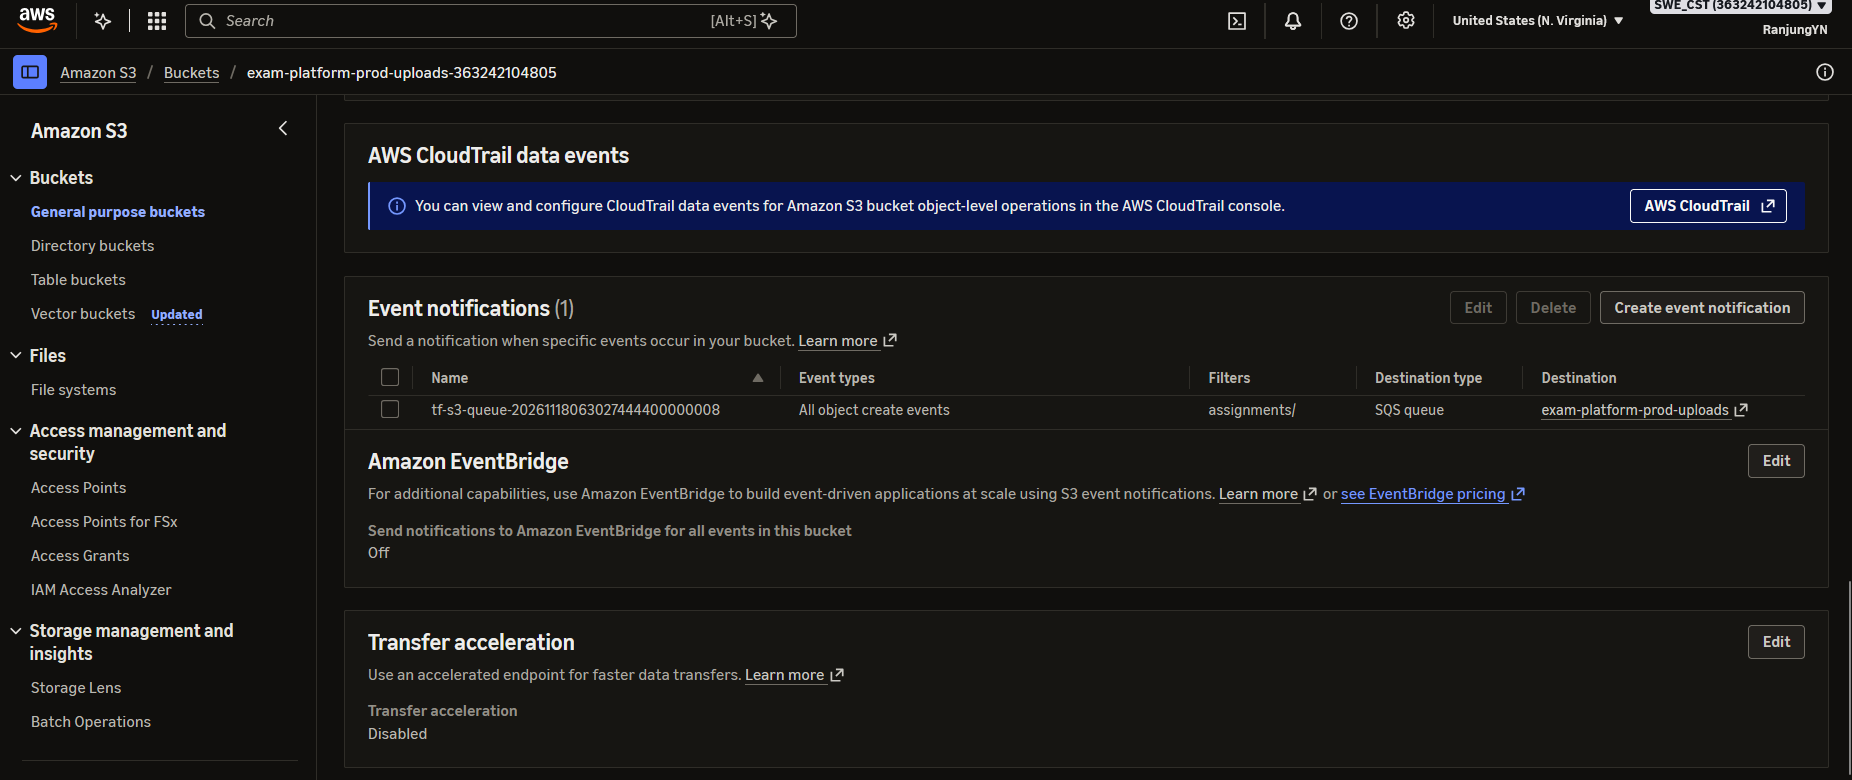 aws
Search
[Alt+S]
United States (N. Virginia)
SWE_CST (363242104805)
RanjungYN
Amazon S3 / Buckets / exam-platform-prod-uploads-363242104805
Amazon S3
Buckets
General purpose buckets
Directory buckets
Table buckets
Vector buckets Updated
Files
File systems
Access management and
security
Access Points
Access Points for FSx
Access Grants
IAM Access Analyzer
Storage management and
insights
Storage Lens
Batch Operations
AWS CloudTrail data events
You can view and configure CloudTrail data events for Amazon S3 bucket object-level operations in the AWS CloudTrail console.
AWS CloudTrail
Event notifications (1)
Edit
Delete
Create event notification
Send a notification when specific events occur in your bucket. Learn more
Name Event types Filters Destination type Destination
tf-s3-queue-20261118063027444400000008 All object create events assignments/ SQS queue exam-platform-prod-uploads
Amazon EventBridge
Edit
For additional capabilities, use Amazon EventBridge to build event-driven applications at scale using S3 event notifications. Learn more or see EventBridge pricing
Send notifications to Amazon EventBridge for all events in this bucket
Off
Transfer acceleration
Edit
Use an accelerated endpoint for faster data transfers. Learn more
Transfer acceleration
Disabled